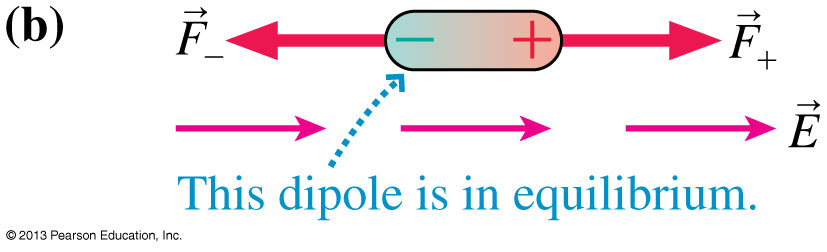 (b)
F⃗₋ − + F⃗₊
E⃗
This dipole is in equilibrium.
© 2013 Pearson Education, Inc.